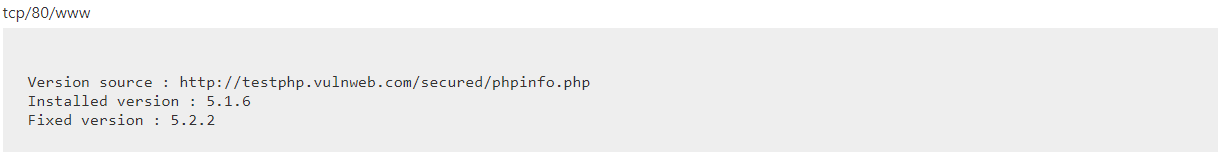 tcp/80/www
Version source : http://testphp.vulnweb.com/secured/phpinfo.php
Installed version : 5.1.6
Fixed version : 5.2.2